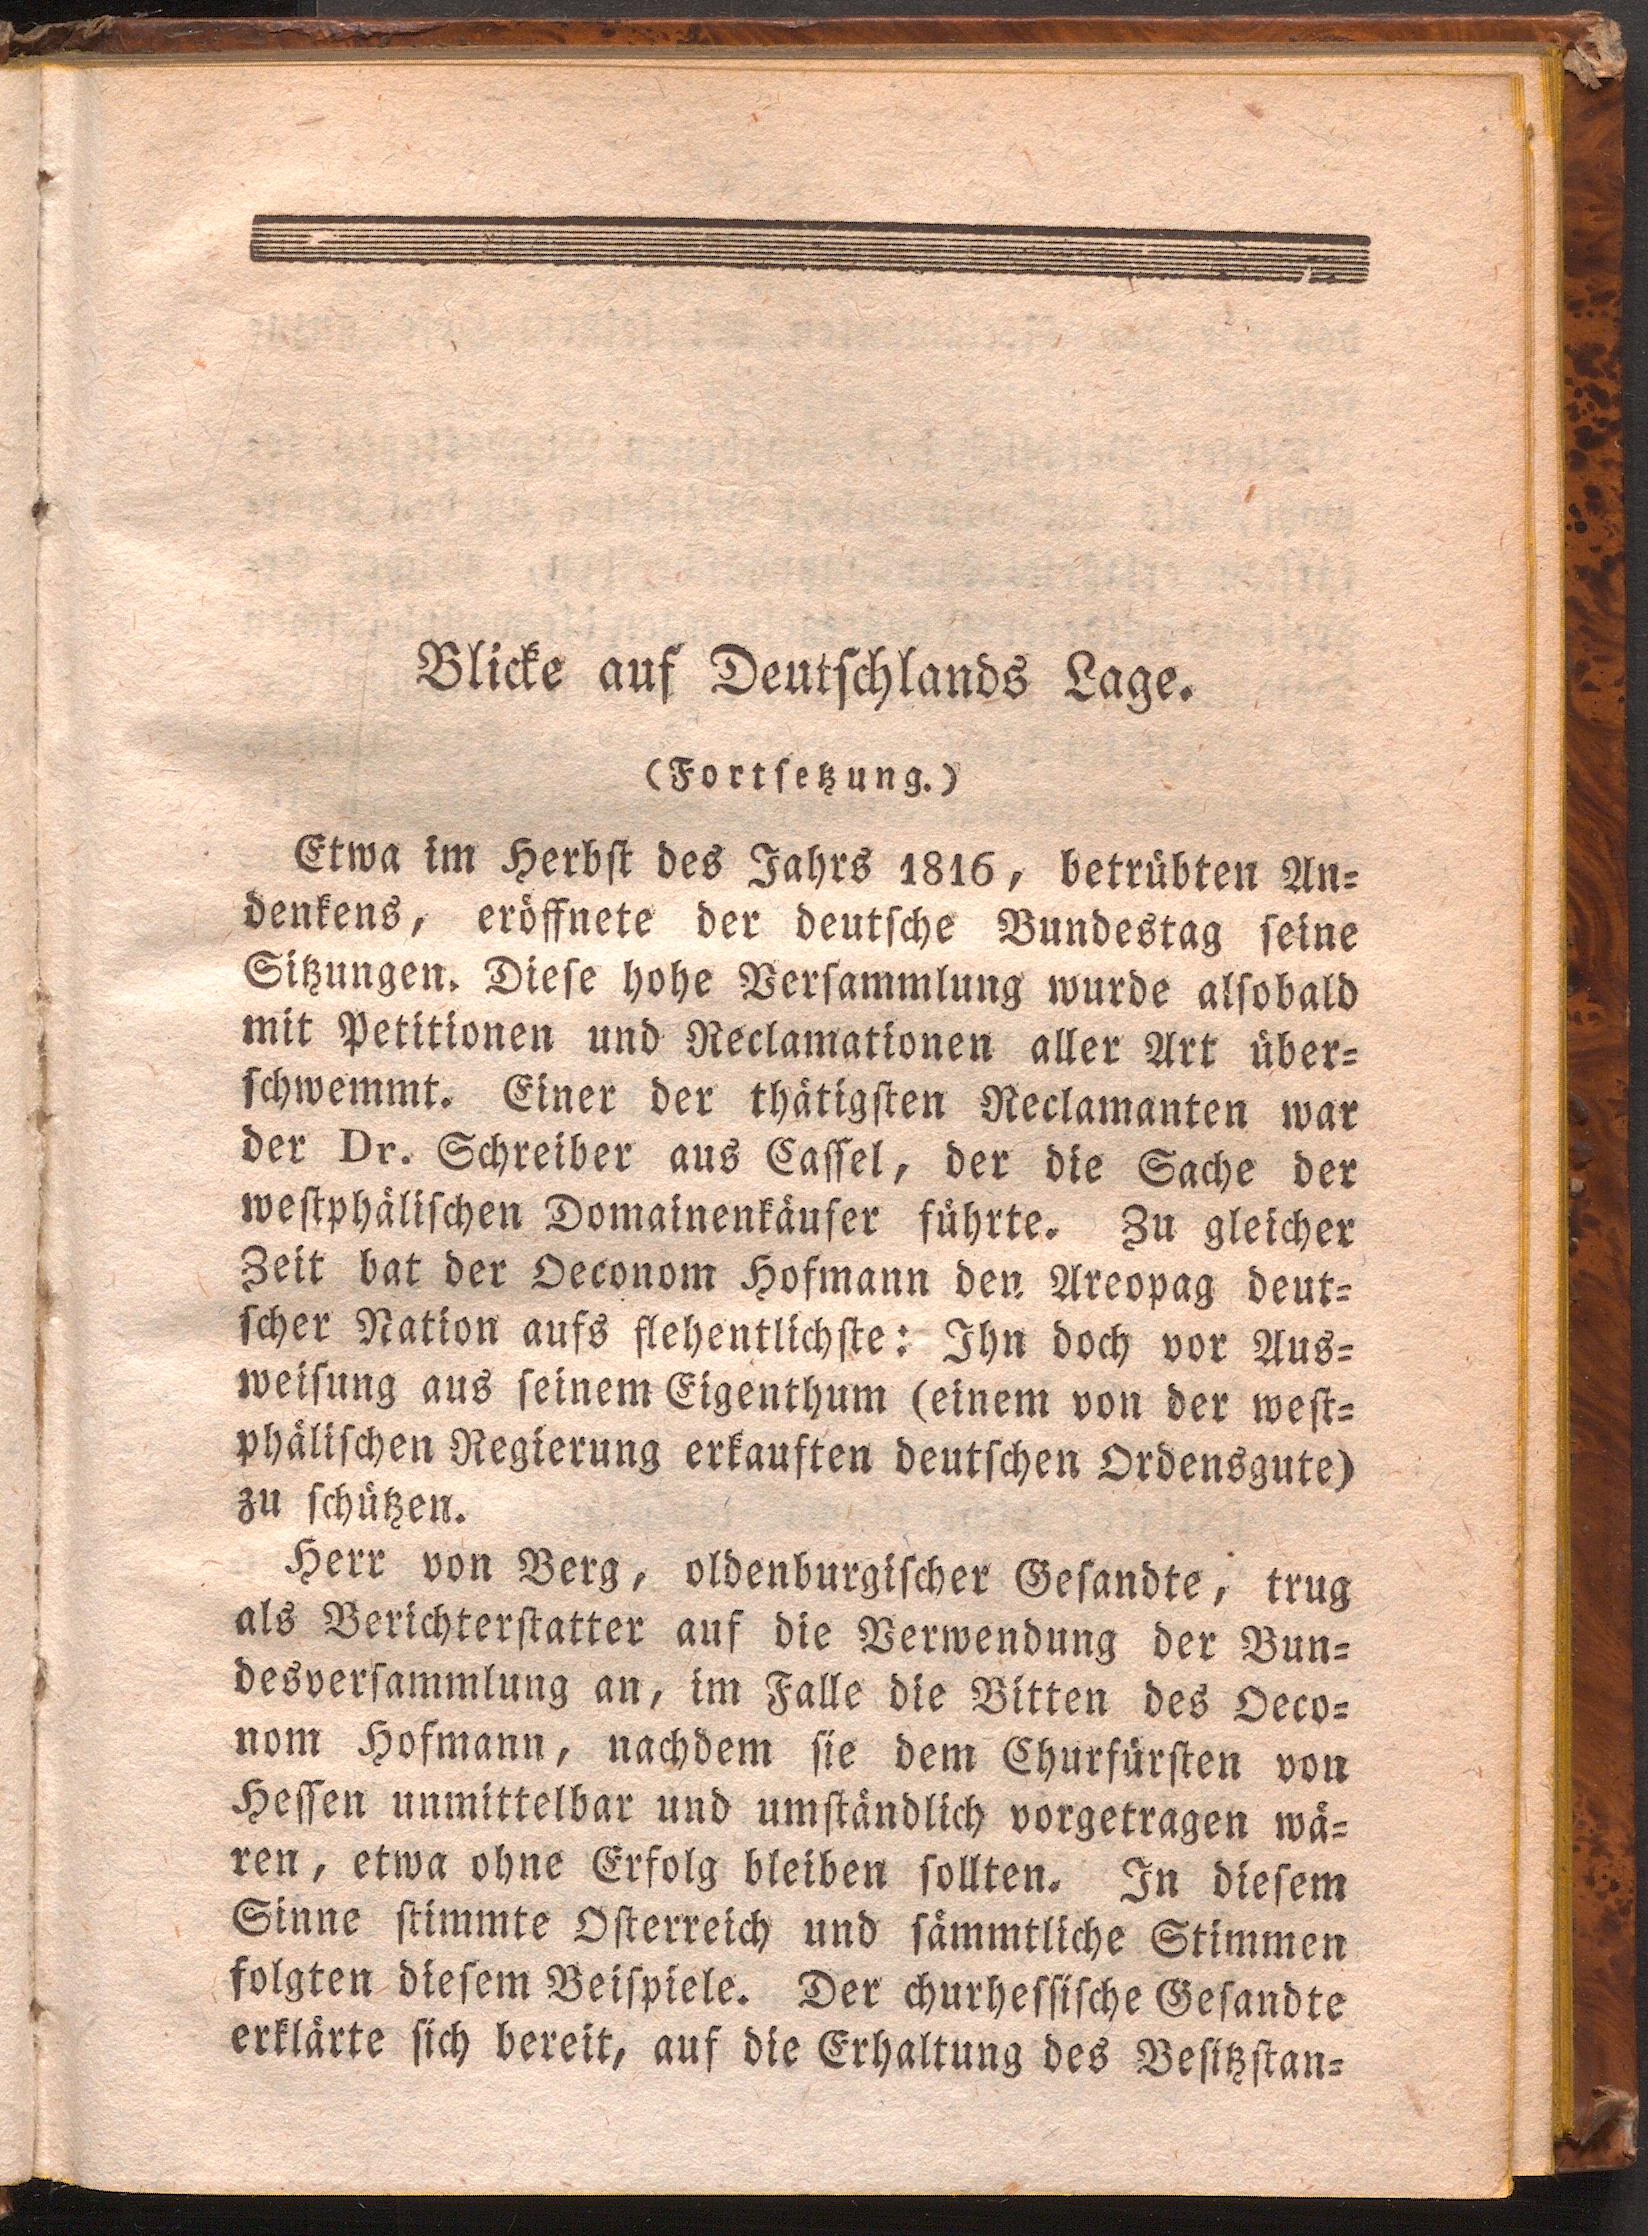 Blicke auf Deutſchlands Lage.
(Fortſetzung.)
Etwa im Herbſt des Jahrs 1816, betrübten An-
denkens, eröffnete der deutſche Bundestag ſeine
Sitzungen. Dieſe hohe Verſammlung wurde alſobald
mit Petitionen und Reclamationen aller Art über-
ſchwemmt. Einer der thätigſten Reclamanten war
der Dr. Schreiber aus Caſſel, der die Sache der
weſtphäliſchen Domainenkäufer führte. Zu gleicher
Zeit bat der Oeconom Hofmann den Areopag deut-
ſcher Nation aufs flehentlichſte: Ihn doch vor Aus-
weiſung aus ſeinem Eigenthum (einem von der weſt-
phäliſchen Regierung erkauften deutſchen Ordensgute)
zu ſchützen.
Herr von Berg, oldenburgiſcher Geſandte, trug
als Berichterſtatter auf die Verwendung der Bun-
desverſammlung an, im Falle die Bitten des Oeco-
nom Hofmann, nachdem ſie dem Churfürſten von
Heſſen unmittelbar und umſtändlich vorgetragen wä-
ren, etwa ohne Erfolg bleiben ſollten. In dieſem
Sinne ſtimmte Oſterreich und ſämmtliche Stimmen
folgten dieſem Beiſpiele. Der churheſſiſche Geſandte
erklärte ſich bereit, auf die Erhaltung des Beſitzſtan-